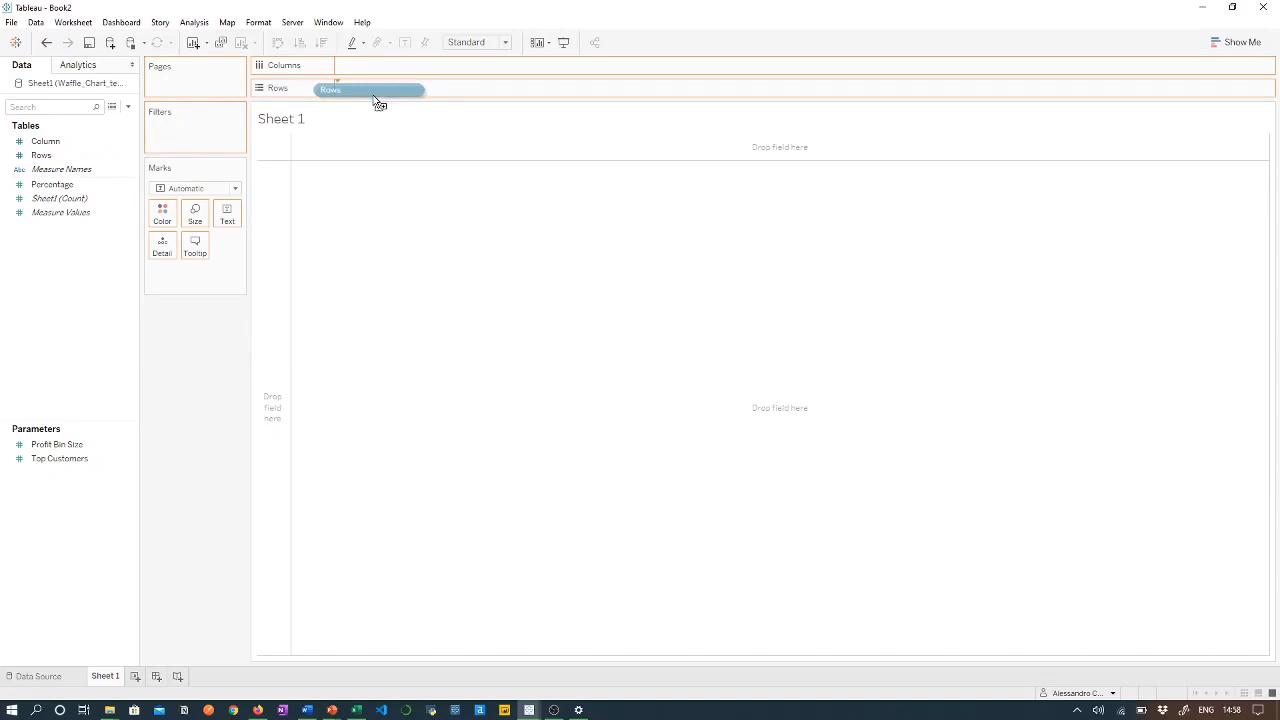 Tableau - Book2
File Data Worksheet Dashboard Story Analysis Map Format Server Window Help
Standard
Show Me
Data Analytics
Pages
Columns
Rows
Rows
Sheet1 (Waffle_Chart_te...
Search
Filters
Sheet 1
Tables
Column
Rows
Abc Measure Names
Percentage
Sheet1 (Count)
Measure Values
Marks
Automatic
Color Size Text
Detail Tooltip
Drop field here
Drop
field
here
Drop field here
Parameters
Profit Bin Size
Top Customers
Data Source Sheet 1
Alessandro C...
14:58